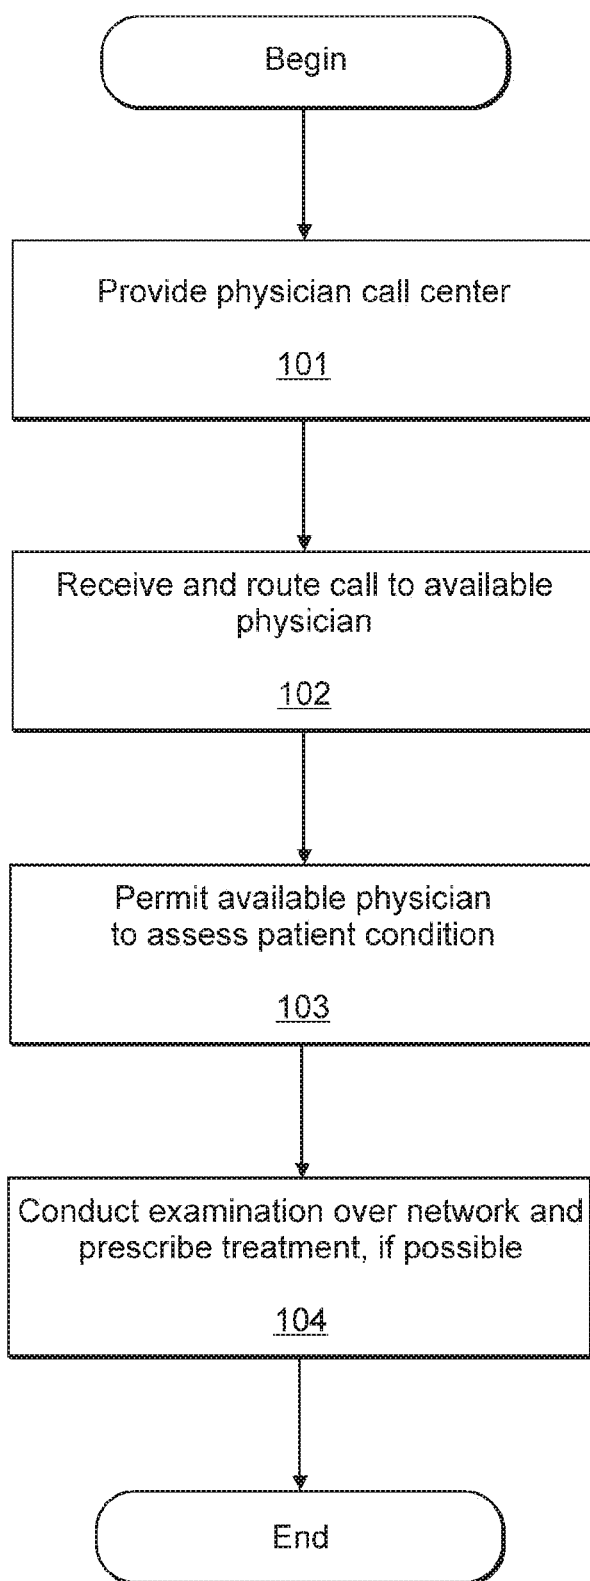 Begin
Provide physician call center
101
Receive and route call to available
physician
102
Permit available physician
to assess patient condition
103
Conduct examination over network and
prescribe treatment, if possible
104
End